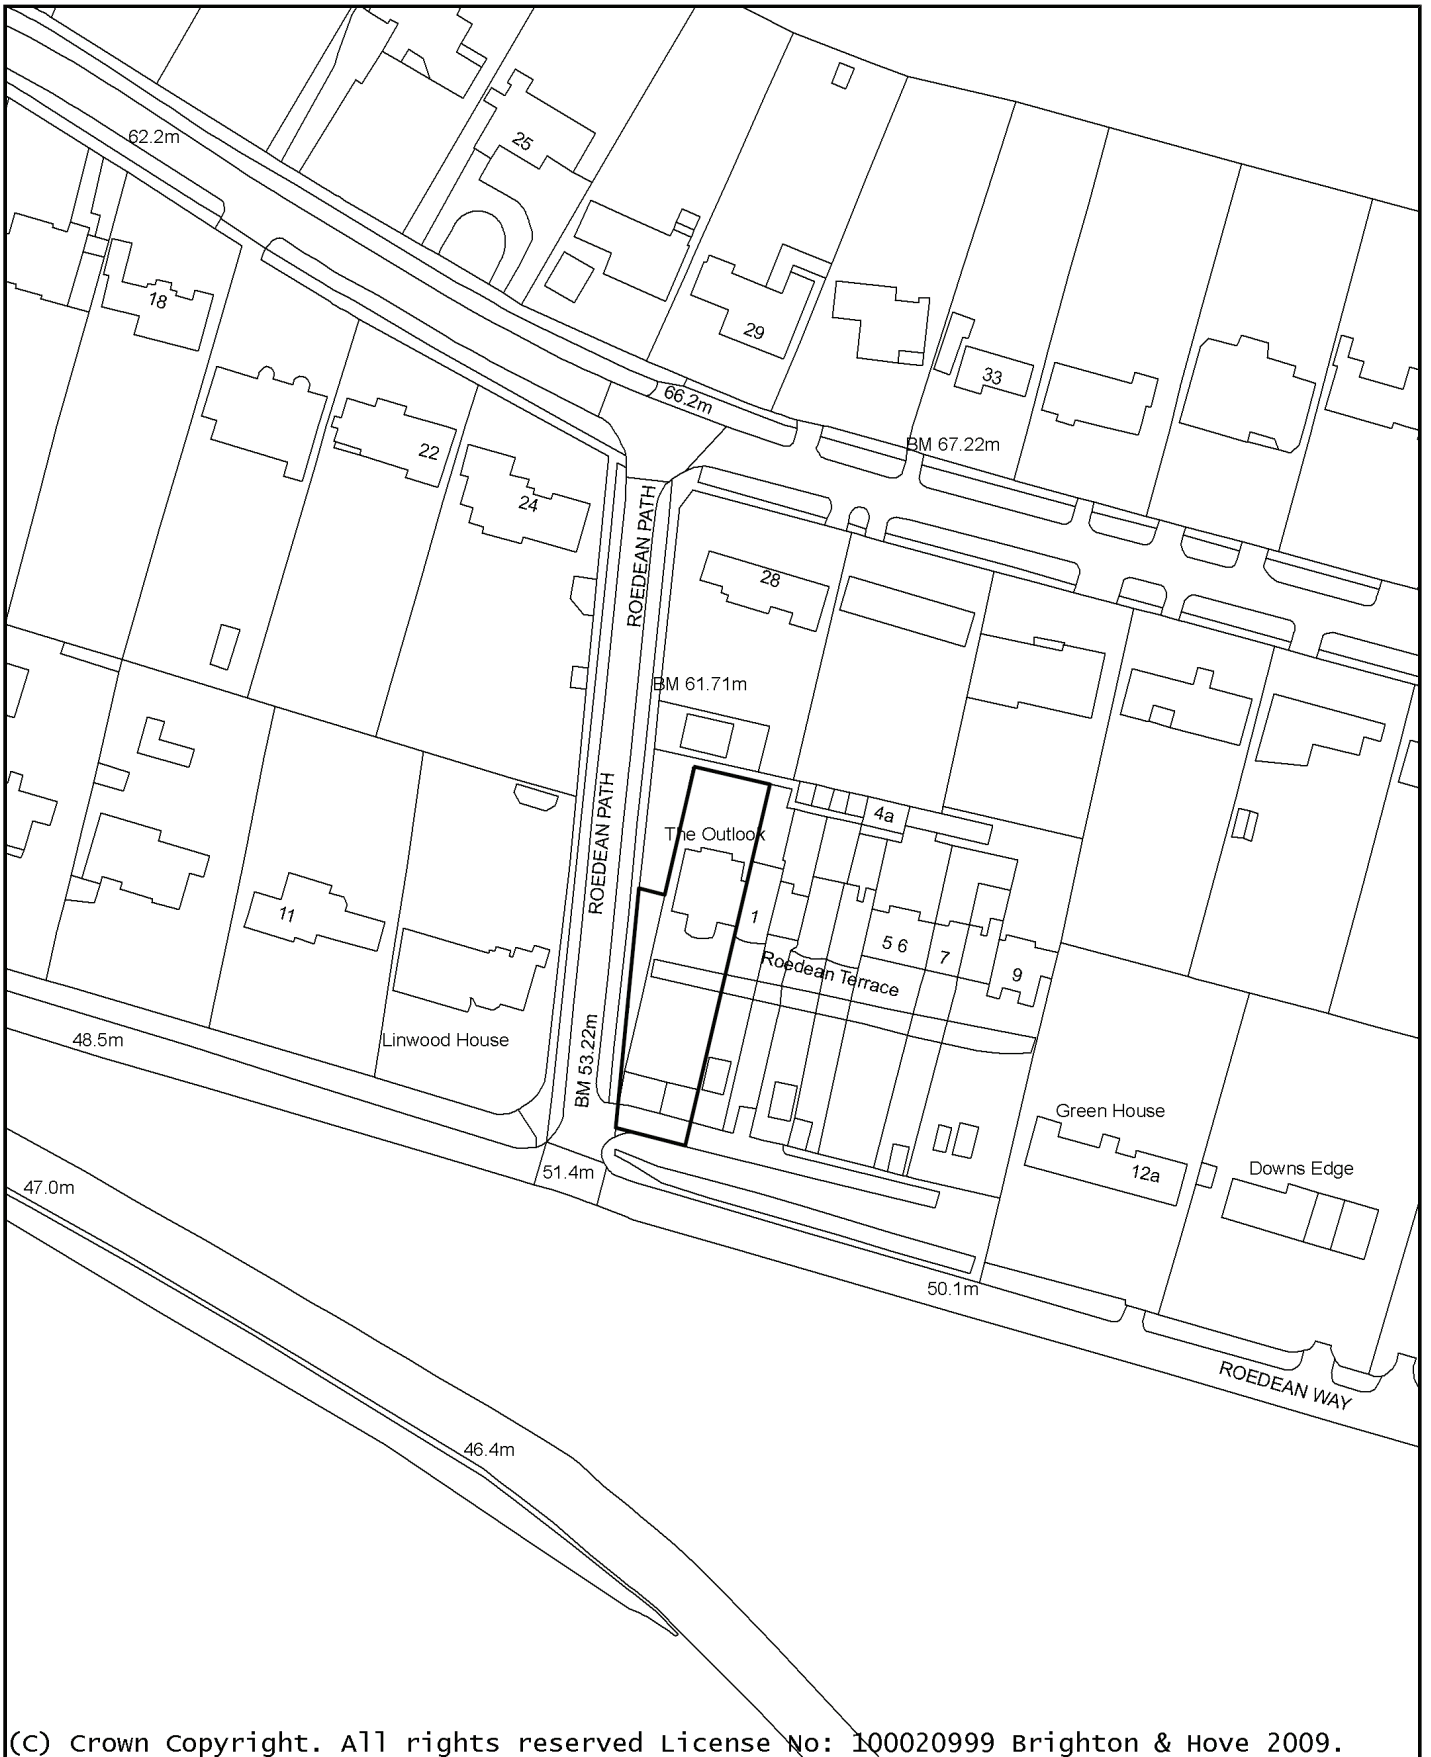 62.2m
25
18
29
33
66.2m
BM 67.22m
22
24
ROEDEAN PATH
28
BM 61.71m
ROEDEAN PATH
4a
The Outlook
11
1
5 6
7
9
Roedean Terrace
48.5m
Linwood House
BM 53.22m
Green House
12a
Downs Edge
51.4m
47.0m
50.1m
ROEDEAN WAY
46.4m
(C) Crown Copyright. All rights reserved License No: 100020999 Brighton & Hove 2009.